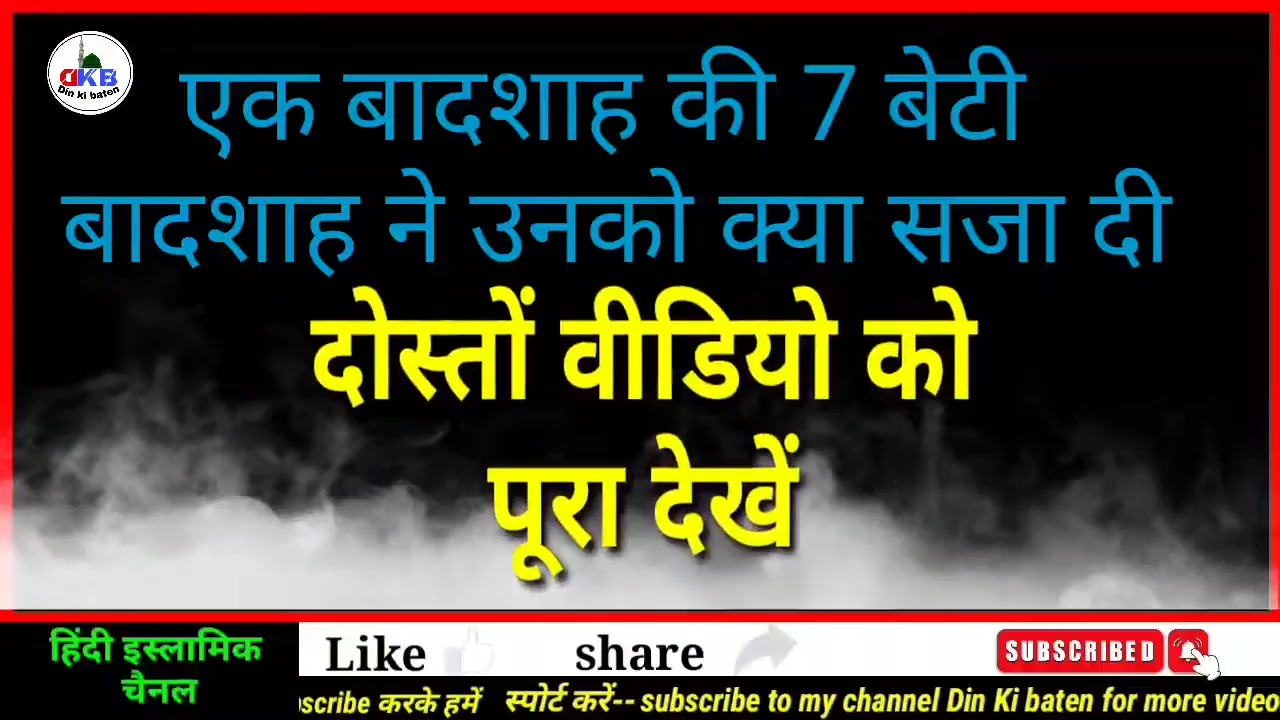 DKB
Din ki baten
एक बादशाह की 7 बेटी
बादशाह ने उनको क्या सजा दी
दोस्तों वीडियो को
पूरा देखें
हिंदी इस्लामिक
चैनल
Like
share
SUBSCRIBED
करके हमें स्पोर्ट करें-- subscribe to my channel Din Ki baten for more